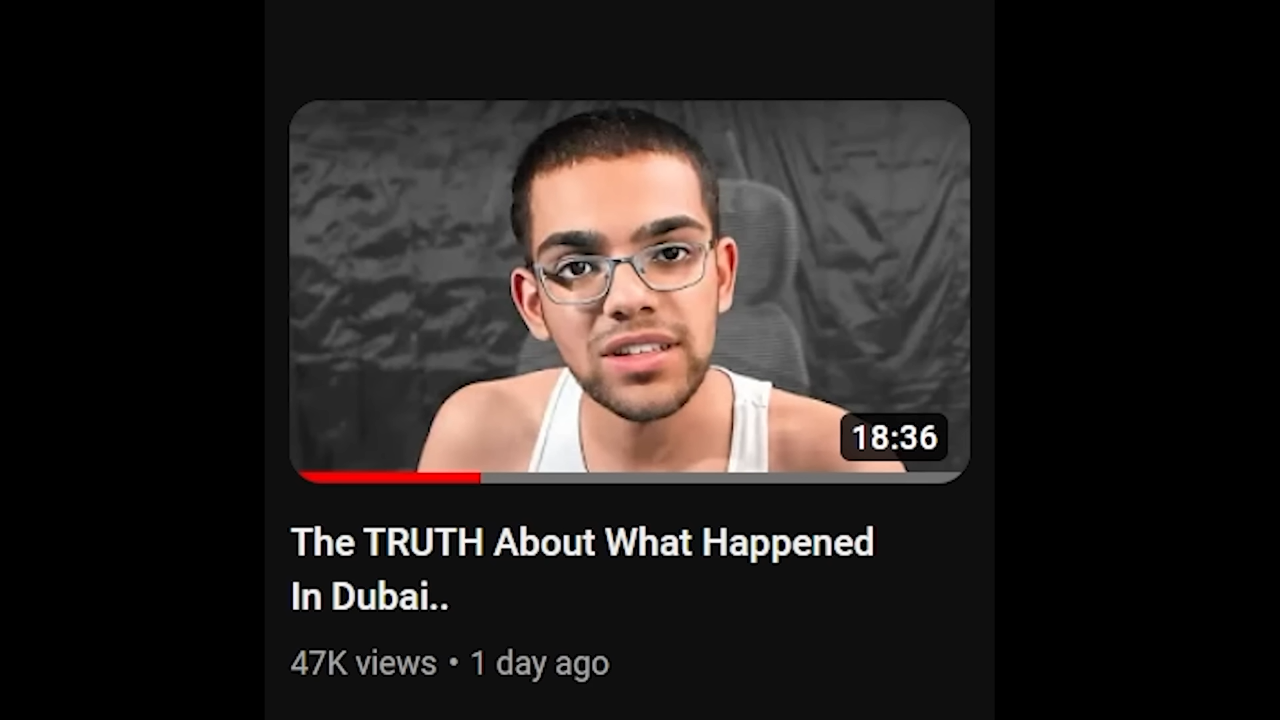 18:36
The TRUTH About What Happened
In Dubai..
47K views • 1 day ago